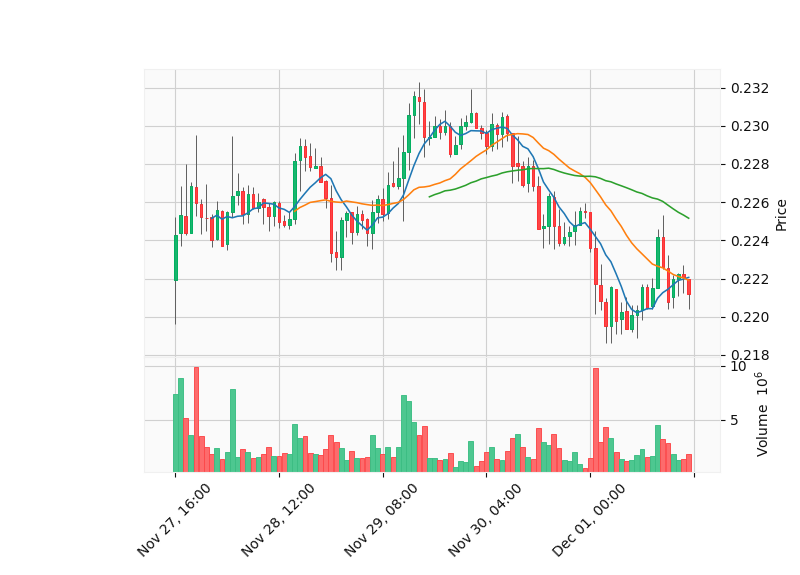 0.232
0.230
0.228
0.226
0.224
0.222
0.220
0.218
Price
10
5
Volume 10⁶
Nov 27, 16:00
Nov 28, 12:00
Nov 29, 08:00
Nov 30, 04:00
Dec 01, 00:00